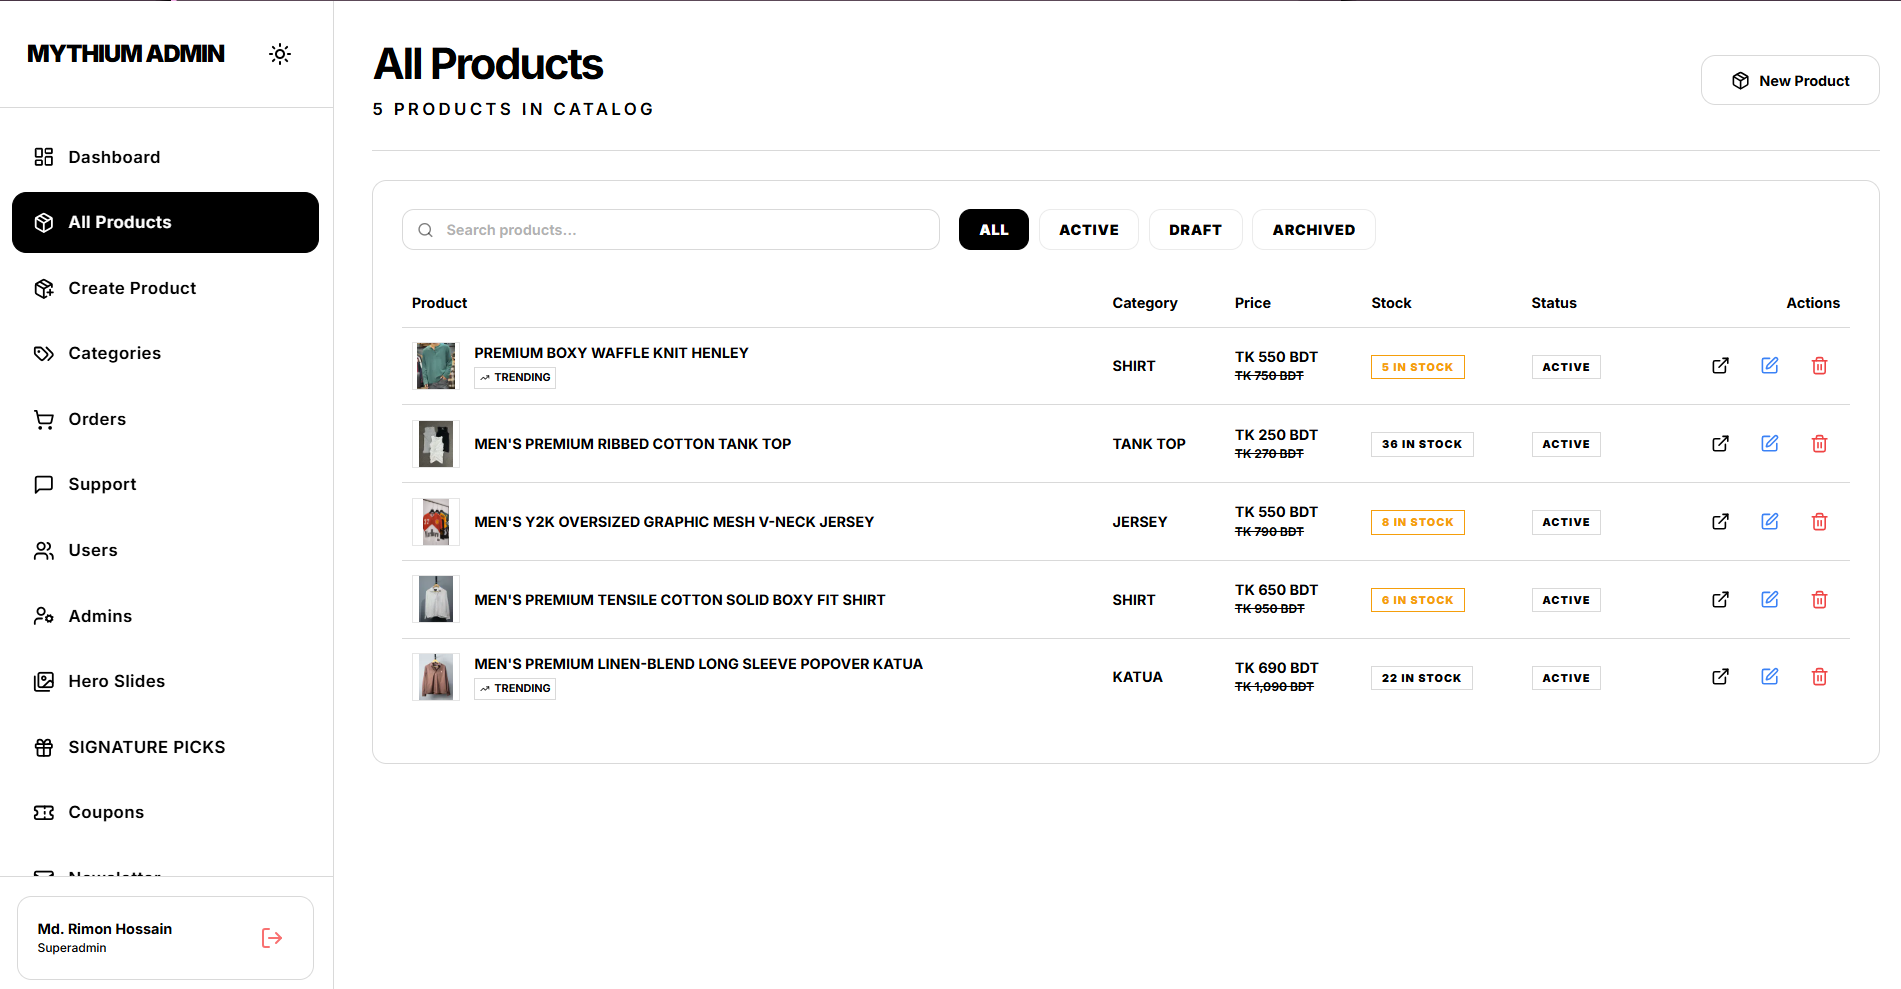 MYTHIUM ADMIN
Dashboard
All Products
Create Product
Categories
Orders
Support
Users
Admins
Hero Slides
SIGNATURE PICKS
Coupons
Newsletter
Md. Rimon Hossain
Superadmin
All Products
5 PRODUCTS IN CATALOG
New Product
Search products...
ALL ACTIVE DRAFT ARCHIVED
Product Category Price Stock Status Actions
PREMIUM BOXY WAFFLE KNIT HENLEY
TRENDING
SHIRT
TK 550 BDT
TK 750 BDT
5 IN STOCK
ACTIVE
MEN'S PREMIUM RIBBED COTTON TANK TOP
TANK TOP
TK 250 BDT
TK 270 BDT
36 IN STOCK
ACTIVE
MEN'S Y2K OVERSIZED GRAPHIC MESH V-NECK JERSEY
JERSEY
TK 550 BDT
TK 790 BDT
8 IN STOCK
ACTIVE
MEN'S PREMIUM TENSILE COTTON SOLID BOXY FIT SHIRT
SHIRT
TK 650 BDT
TK 950 BDT
6 IN STOCK
ACTIVE
MEN'S PREMIUM LINEN-BLEND LONG SLEEVE POPOVER KATUA
TRENDING
KATUA
TK 690 BDT
TK 1,090 BDT
22 IN STOCK
ACTIVE